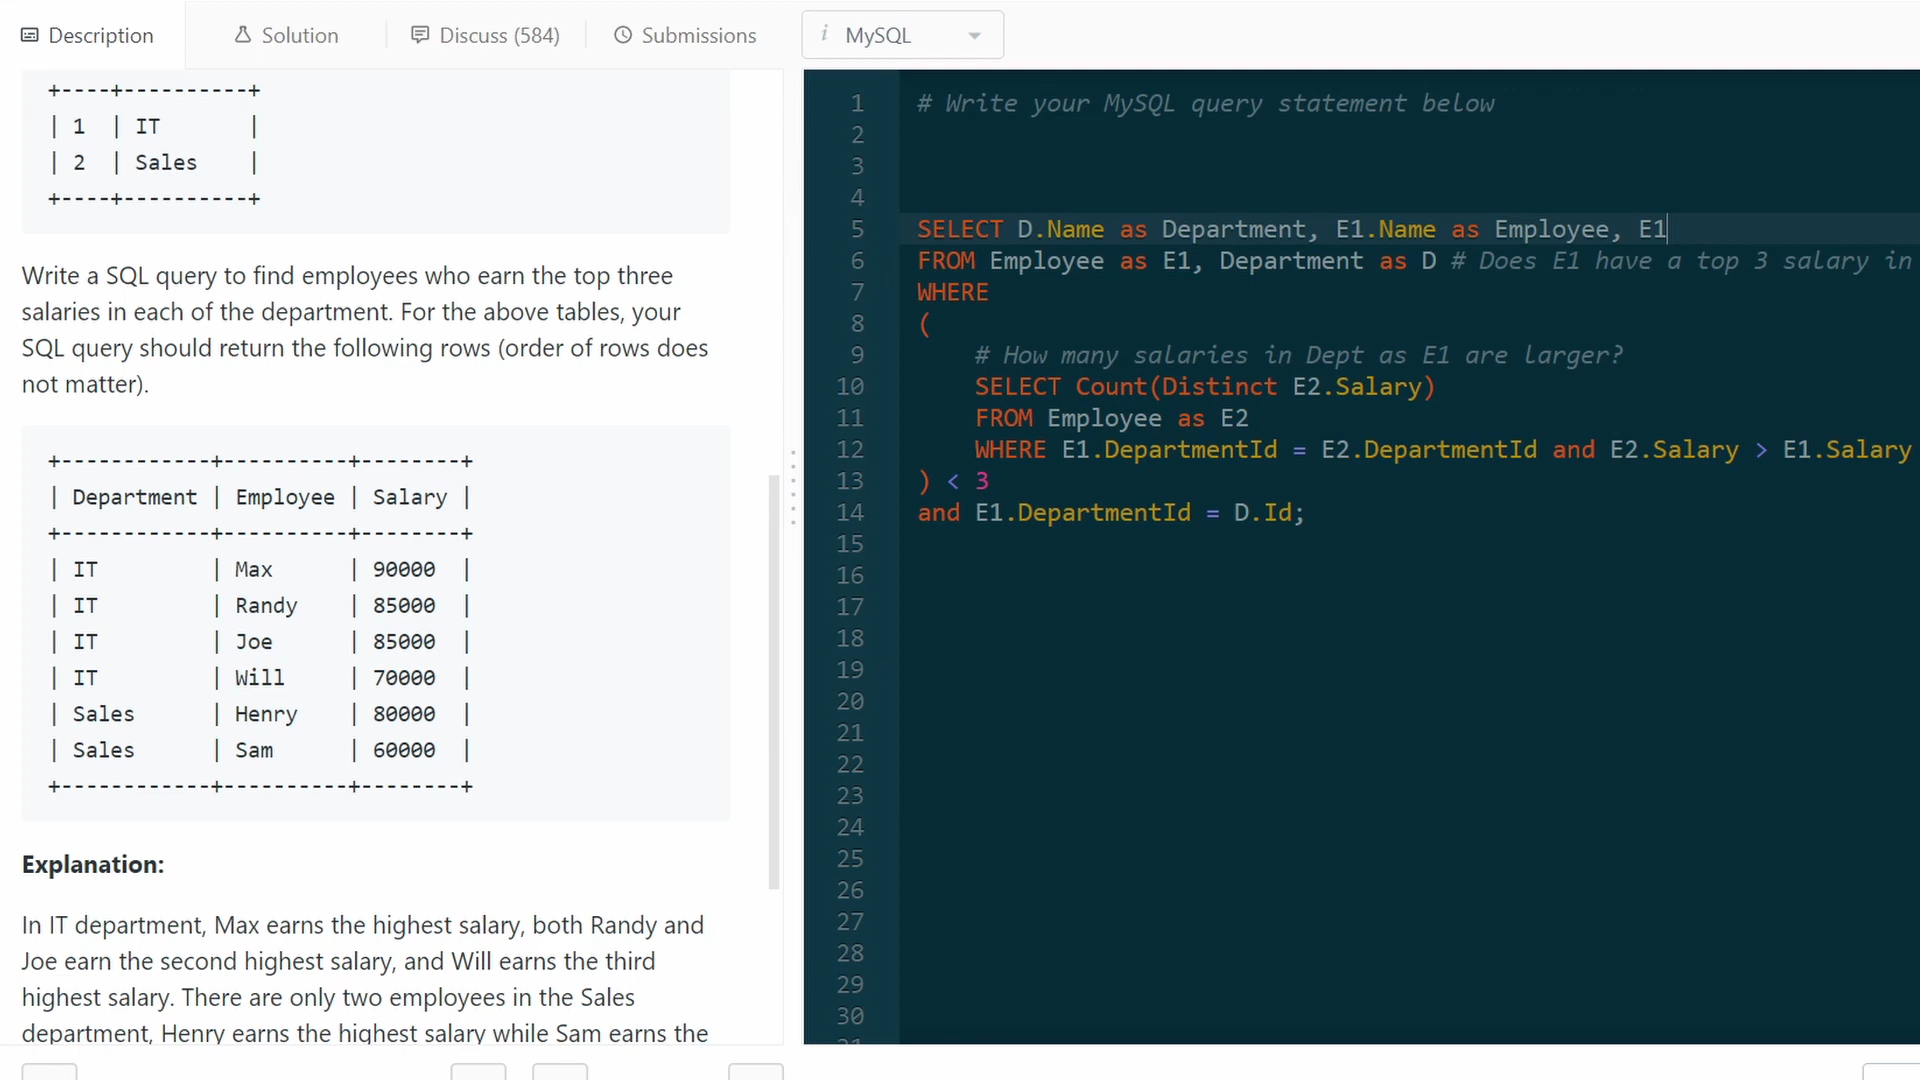 Description
Solution
Discuss (584)
Submissions
i MySQL
+----+----------+
| 1  | IT       |
| 2  | Sales    |
+----+----------+
Write a SQL query to find employees who earn the top three
salaries in each of the department. For the above tables, your
SQL query should return the following rows (order of rows does
not matter).
+------------+----------+--------+
| Department | Employee | Salary |
+------------+----------+--------+
| IT         | Max      | 90000  |
| IT         | Randy    | 85000  |
| IT         | Joe      | 85000  |
| IT         | Will     | 70000  |
| Sales      | Henry    | 80000  |
| Sales      | Sam      | 60000  |
+------------+----------+--------+
Explanation:
In IT department, Max earns the highest salary, both Randy and
Joe earn the second highest salary, and Will earns the third
highest salary. There are only two employees in the Sales
department, Henry earns the highest salary while Sam earns the
1 # Write your MySQL query statement below
2
3
4
5 SELECT D.Name as Department, E1.Name as Employee, E1
6 FROM Employee as E1, Department as D # Does E1 have a top 3 salary in
7 WHERE
8 (
9     # How many salaries in Dept as E1 are larger?
10     SELECT Count(Distinct E2.Salary)
11     FROM Employee as E2
12     WHERE E1.DepartmentId = E2.DepartmentId and E2.Salary > E1.Salary
13 ) < 3
14 and E1.DepartmentId = D.Id;
15
16
17
18
19
20
21
22
23
24
25
26
27
28
29
30
31